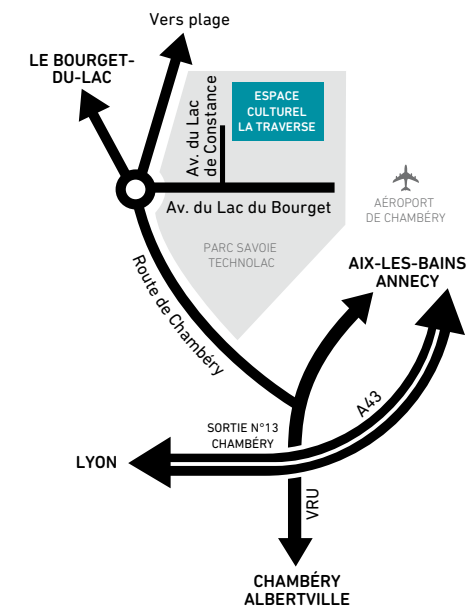 Vers plage
LE BOURGET-
DU-LAC
Av. du Lac
de Constance
ESPACE
CULTUREL
LA TRAVERSE
Av. du Lac du Bourget
AÉROPORT
DE CHAMBÉRY
PARC SAVOIE
TECHNOLAC
Route de Chambéry
AIX-LES-BAINS
ANNECY
A43
SORTIE N°13
CHAMBÉRY
LYON
VRU
CHAMBÉRY
ALBERTVILLE